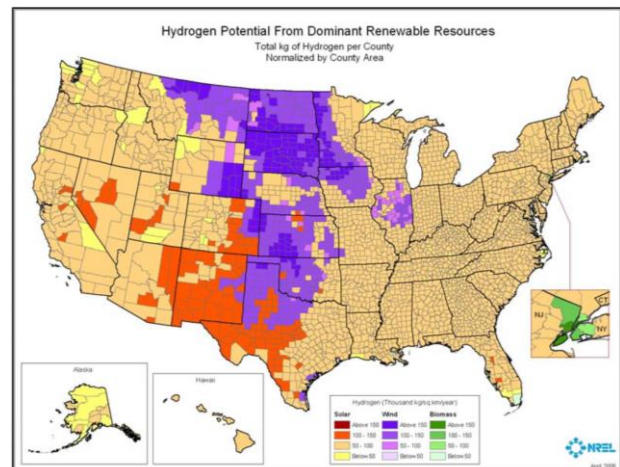 Hydrogen Potential From Dominant Renewable Resources
Total kg of Hydrogen per County
Normalized by County Area
NJ
CT
NY
Alaska
Hawaii
Hydrogen (Thousand kg/sq km/year)
Solar Wind Biomass
Above 150 Above 150 Above 150
100 - 150 100 - 150 100 - 150
50 - 100 50 - 100 50 - 100
Below 50 Below 50 Below 50
NREL